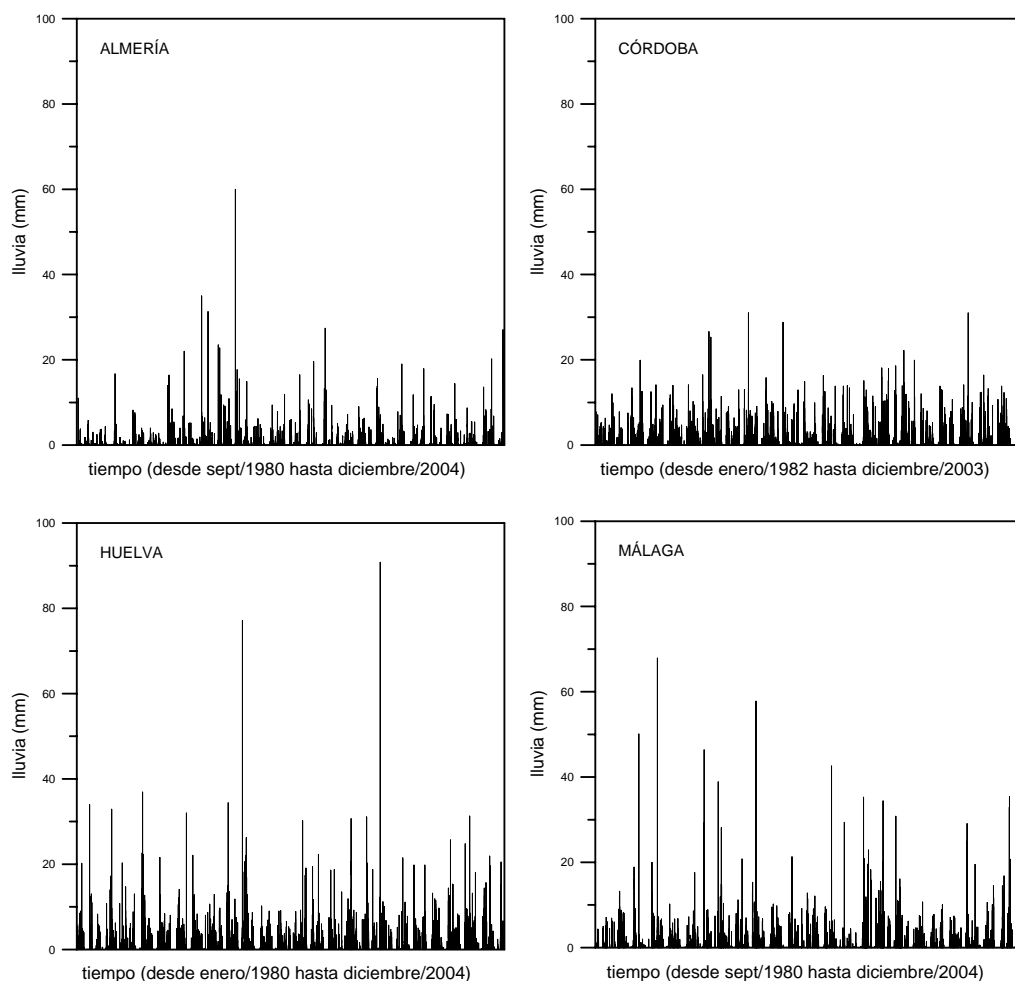 100
80
60
40
20
0
lluvia (mm)
ALMERÍA
tiempo (desde sept/1980 hasta diciembre/2004)
100
80
60
40
20
0
lluvia (mm)
CÓRDOBA
tiempo (desde enero/1982 hasta diciembre/2003)
100
80
60
40
20
0
lluvia (mm)
HUELVA
tiempo (desde enero/1980 hasta diciembre/2004)
100
80
60
40
20
0
lluvia (mm)
MÁLAGA
tiempo (desde sept/1980 hasta diciembre/2004)